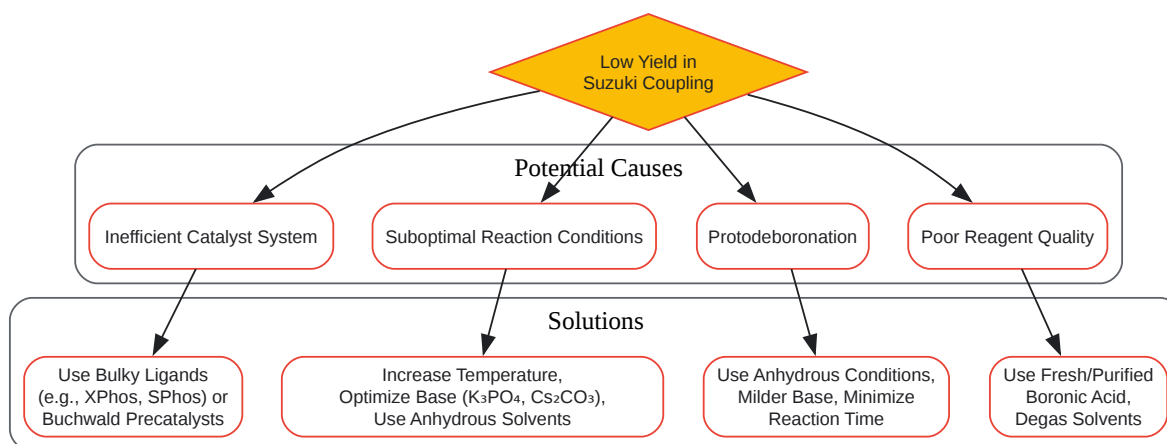 Low Yield in
Suzuki Coupling
Potential Causes
Inefficient Catalyst System
Suboptimal Reaction Conditions
Protodeboronation
Poor Reagent Quality
Solutions
Use Bulky Ligands
(e.g., XPhos, SPhos) or
Buchwald Precatalysts
Increase Temperature,
Optimize Base (K₃PO₄, Cs₂CO₃),
Use Anhydrous Solvents
Use Anhydrous Conditions,
Milder Base, Minimize
Reaction Time
Use Fresh/Purified
Boronic Acid,
Degas Solvents